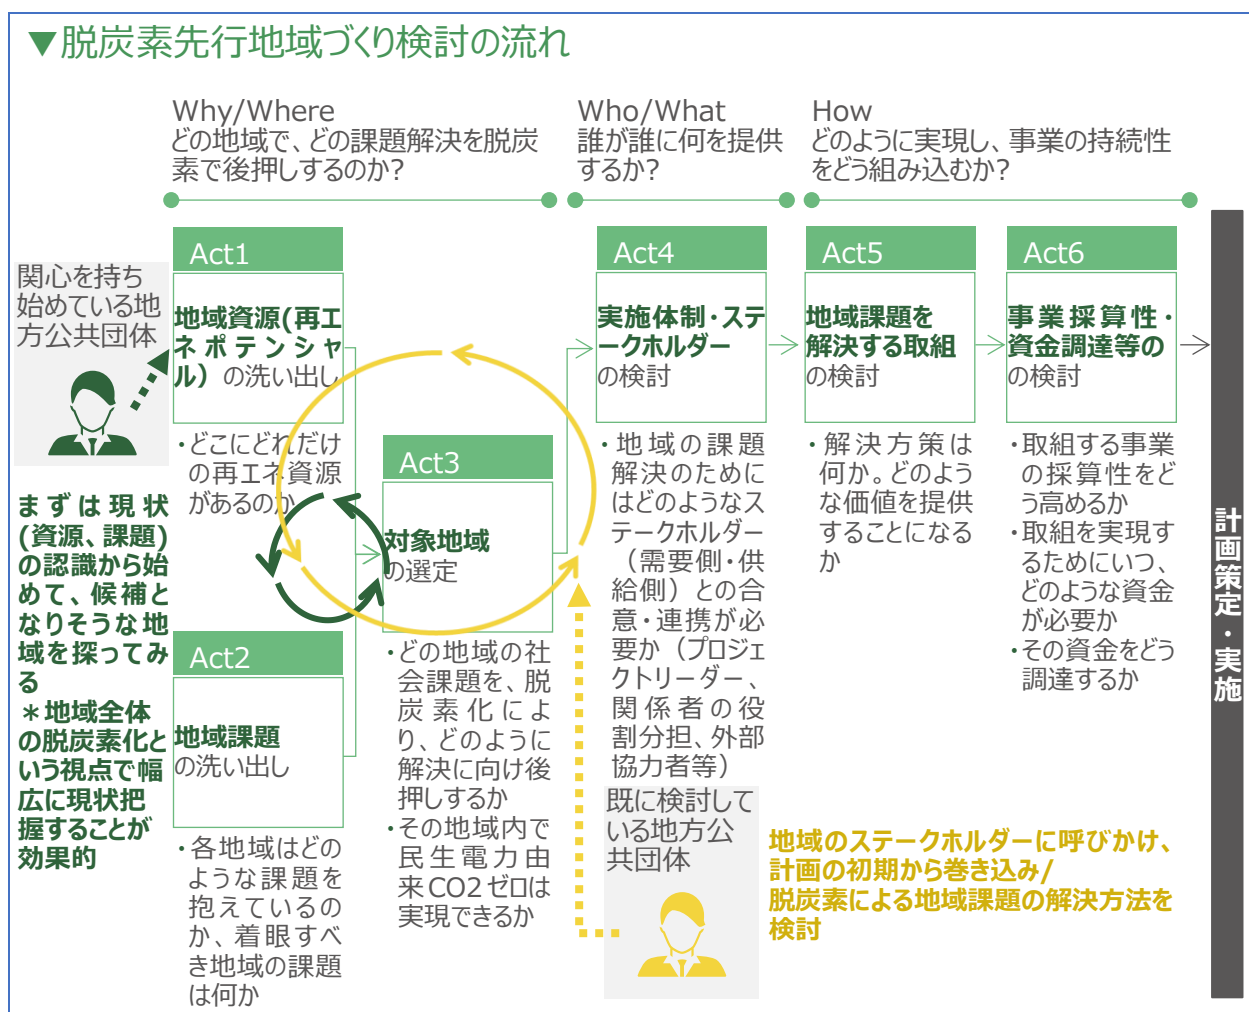 ▼脱炭素先行地域づくり検討の流れ
Why/Where
どの地域で、どの課題解決を脱炭
素で後押しするのか?
Who/What
誰が誰に何を提供
するか?
How
どのように実現し、事業の持続性
をどう組み込むか?
関心を持ち
始めている地
方公共団体
Act1
地域資源(再エ
ネポテンシャ
ル）の洗い出し
・どこにどれだけ
の再エネ資源
があるのか
まずは現状
(資源、課題)
の認識から始
めて、候補と
なりそうな地
域を探ってみ
る
＊地域全体
の脱炭素化と
いう視点で幅
広に現状把
握することが
効果的
Act2
地域課題
の洗い出し
・各地域はどの
ような課題を
抱えているの
か、着眼すべ
き地域の課題
は何か
Act3
対象地域
の選定
・どの地域の社
会課題を、脱
炭素化によ
り、どのように
解決に向け後
押しするか
・その地域内で
民生電力由
来CO2ゼロは
実現できるか
Act4
実施体制・ステ
ークホルダー
の検討
・地域の課題
解決のために
はどのようなス
テークホルダー
（需要側・供
給側）との合
意・連携が必
要か（プロジェ
クトリーダー、
関係者の役
割分担、外部
協力者等）
既に検討して
いる地方公
共団体
地域のステークホルダーに呼びかけ、
計画の初期から巻き込み/
脱炭素による地域課題の解決方法を
検討
Act5
地域課題を
解決する取組
の検討
・解決方策は
何か。どのよう
な価値を提供
することになる
か
Act6
事業採算性・
資金調達等の
の検討
・取組する事業
の採算性をど
う高めるか
・取組を実現す
るためにいつ、
どのような資金
が必要か
・その資金をどう
調達するか
計画策定・実施